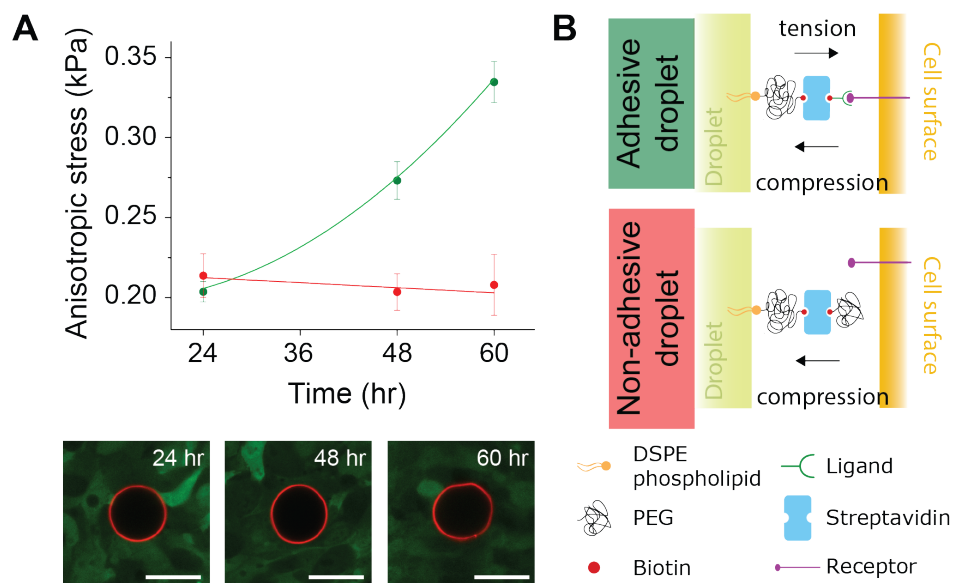 A
Anisotropic stress (kPa)
0.35
0.30
0.25
0.20
24
36
48
60
Time (hr)
24 hr
48 hr
60 hr
B
Adhesive
droplet
Droplet
tension
compression
Cell surface
Non-adhesive
droplet
Droplet
compression
Cell surface
DSPE
phospholipid
Ligand
PEG
Streptavidin
Biotin
Receptor